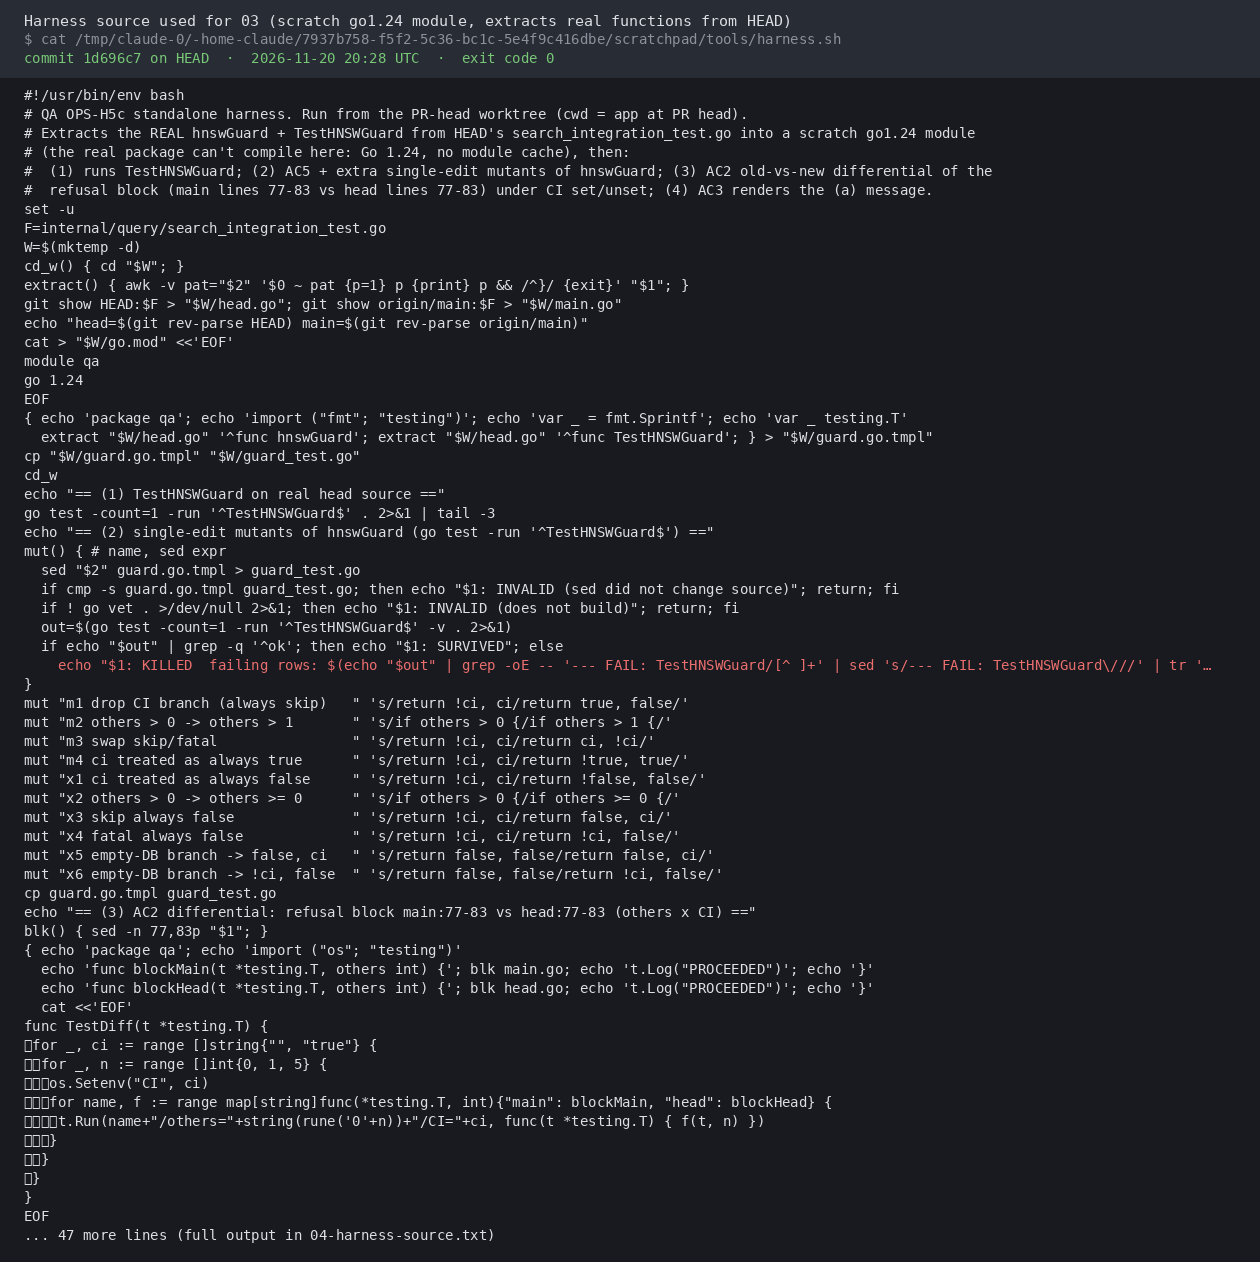 Harness source used for 03 (scratch go1.24 module, extracts real functions from HEAD)
$ cat /tmp/claude-0/-home-claude/7937b758-f5f2-5c36-bc1c-5e4f9c416dbe/scratchpad/tools/harness.sh
commit 1d696c7 on HEAD  ·  2026-11-20 20:28 UTC  ·  exit code 0
#!/usr/bin/env bash
# QA OPS-H5c standalone harness. Run from the PR-head worktree (cwd = app at PR head).
# Extracts the REAL hnswGuard + TestHNSWGuard from HEAD's search_integration_test.go into a scratch go1.24 module
# (the real package can't compile here: Go 1.24, no module cache), then:
#  (1) runs TestHNSWGuard; (2) AC5 + extra single-edit mutants of hnswGuard; (3) AC2 old-vs-new differential of the
#  refusal block (main lines 77-83 vs head lines 77-83) under CI set/unset; (4) AC3 renders the (a) message.
set -u
F=internal/query/search_integration_test.go
W=$(mktemp -d)
cd_w() { cd "$W"; }
extract() { awk -v pat="$2" '$0 ~ pat {p=1} p {print} p && /^}/ {exit}' "$1"; }
git show HEAD:$F > "$W/head.go"; git show origin/main:$F > "$W/main.go"
echo "head=$(git rev-parse HEAD) main=$(git rev-parse origin/main)"
cat > "$W/go.mod" <<'EOF'
module qa
go 1.24
EOF
{ echo 'package qa'; echo 'import ("fmt"; "testing")'; echo 'var _ = fmt.Sprintf'; echo 'var _ testing.T'
  extract "$W/head.go" '^func hnswGuard'; extract "$W/head.go" '^func TestHNSWGuard'; } > "$W/guard.go.tmpl"
cp "$W/guard.go.tmpl" "$W/guard_test.go"
cd_w
echo "== (1) TestHNSWGuard on real head source =="
go test -count=1 -run '^TestHNSWGuard$' . 2>&1 | tail -3
echo "== (2) single-edit mutants of hnswGuard (go test -run '^TestHNSWGuard$') =="
mut() { # name, sed expr
  sed "$2" guard.go.tmpl > guard_test.go
  if cmp -s guard.go.tmpl guard_test.go; then echo "$1: INVALID (sed did not change source)"; return; fi
  if ! go vet . >/dev/null 2>&1; then echo "$1: INVALID (does not build)"; return; fi
  out=$(go test -count=1 -run '^TestHNSWGuard$' -v . 2>&1)
  if echo "$out" | grep -q '^ok'; then echo "$1: SURVIVED"; else
    echo "$1: KILLED  failing rows: $(echo "$out" | grep -oE -- '--- FAIL: TestHNSWGuard/[^ ]+' | sed 's/--- FAIL: TestHNSWGuard\///' | tr '…
}
mut "m1 drop CI branch (always skip)   " 's/return !ci, ci/return true, false/'
mut "m2 others > 0 -> others > 1       " 's/if others > 0 {/if others > 1 {/'
mut "m3 swap skip/fatal                " 's/return !ci, ci/return ci, !ci/'
mut "m4 ci treated as always true      " 's/return !ci, ci/return !true, true/'
mut "x1 ci treated as always false     " 's/return !ci, ci/return !false, false/'
mut "x2 others > 0 -> others >= 0      " 's/if others > 0 {/if others >= 0 {/'
mut "x3 skip always false              " 's/return !ci, ci/return false, ci/'
mut "x4 fatal always false             " 's/return !ci, ci/return !ci, false/'
mut "x5 empty-DB branch -> false, ci   " 's/return false, false/return false, ci/'
mut "x6 empty-DB branch -> !ci, false  " 's/return false, false/return !ci, false/'
cp guard.go.tmpl guard_test.go
echo "== (3) AC2 differential: refusal block main:77-83 vs head:77-83 (others x CI) =="
blk() { sed -n 77,83p "$1"; }
{ echo 'package qa'; echo 'import ("os"; "testing")'
  echo 'func blockMain(t *testing.T, others int) {'; blk main.go; echo 't.Log("PROCEEDED")'; echo '}'
  echo 'func blockHead(t *testing.T, others int) {'; blk head.go; echo 't.Log("PROCEEDED")'; echo '}'
  cat <<'EOF'
func TestDiff(t *testing.T) {
for _, ci := range []string{"", "true"} {
for _, n := range []int{0, 1, 5} {
os.Setenv("CI", ci)
for name, f := range map[string]func(*testing.T, int){"main": blockMain, "head": blockHead} {
t.Run(name+"/others="+string(rune('0'+n))+"/CI="+ci, func(t *testing.T) { f(t, n) })
}
}
}
}
EOF
... 47 more lines (full output in 04-harness-source.txt)